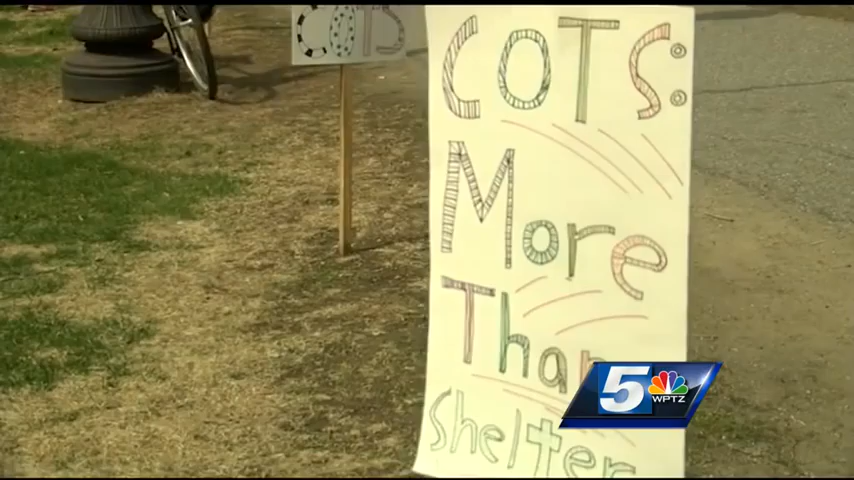 COTS
COTS:
More
Than
Shelter
5
WPTZ